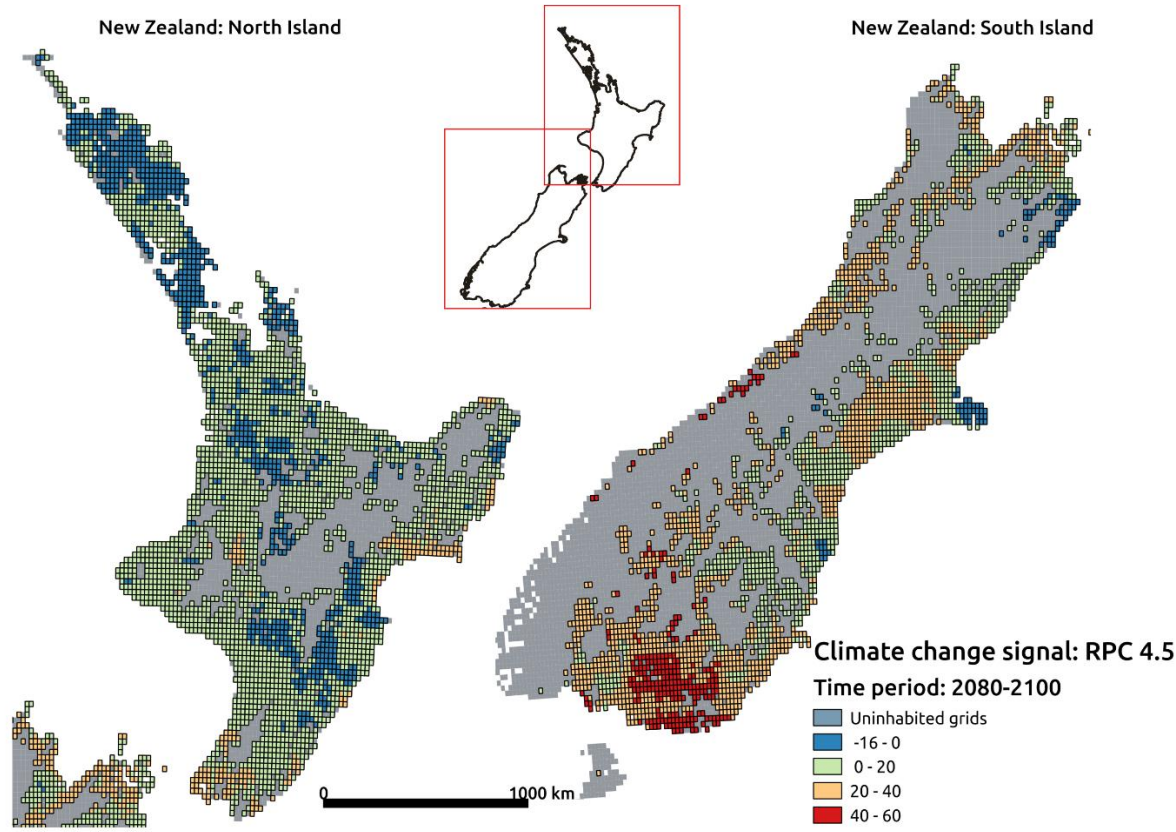 New Zealand: North Island
New Zealand: South Island
Climate change signal: RPC 4.5
Time period: 2080-2100
Uninhabited grids
-16 - 0
0 - 20
20 - 40
40 - 60
0 1000 km